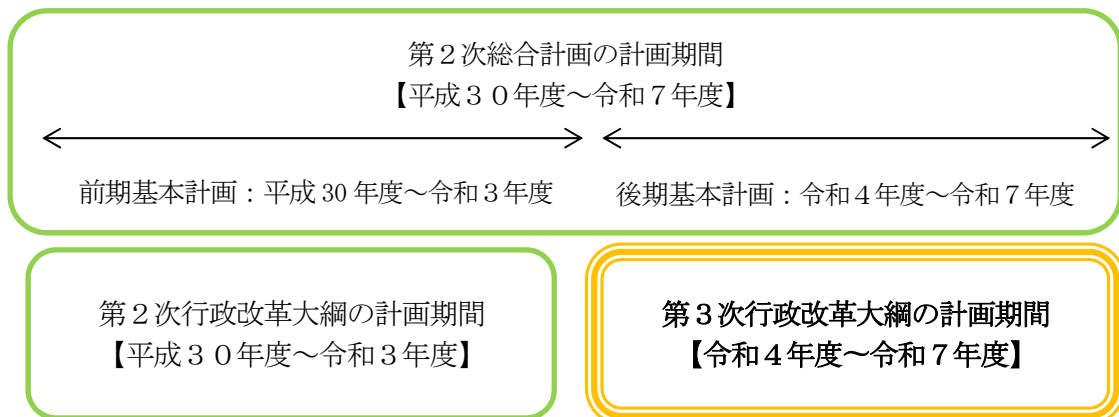 第２次総合計画の計画期間
【平成３０年度～令和７年度】
前期基本計画：平成 30 年度～令和３年度
後期基本計画：令和４年度～令和７年度
第２次行政改革大綱の計画期間
【平成３０年度～令和３年度】
第３次行政改革大綱の計画期間
【令和４年度～令和７年度】